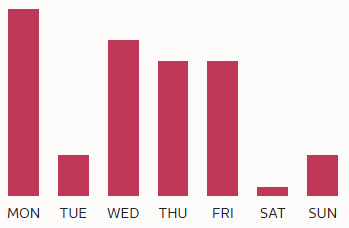 MON TUE WED THU FRI SAT SUN